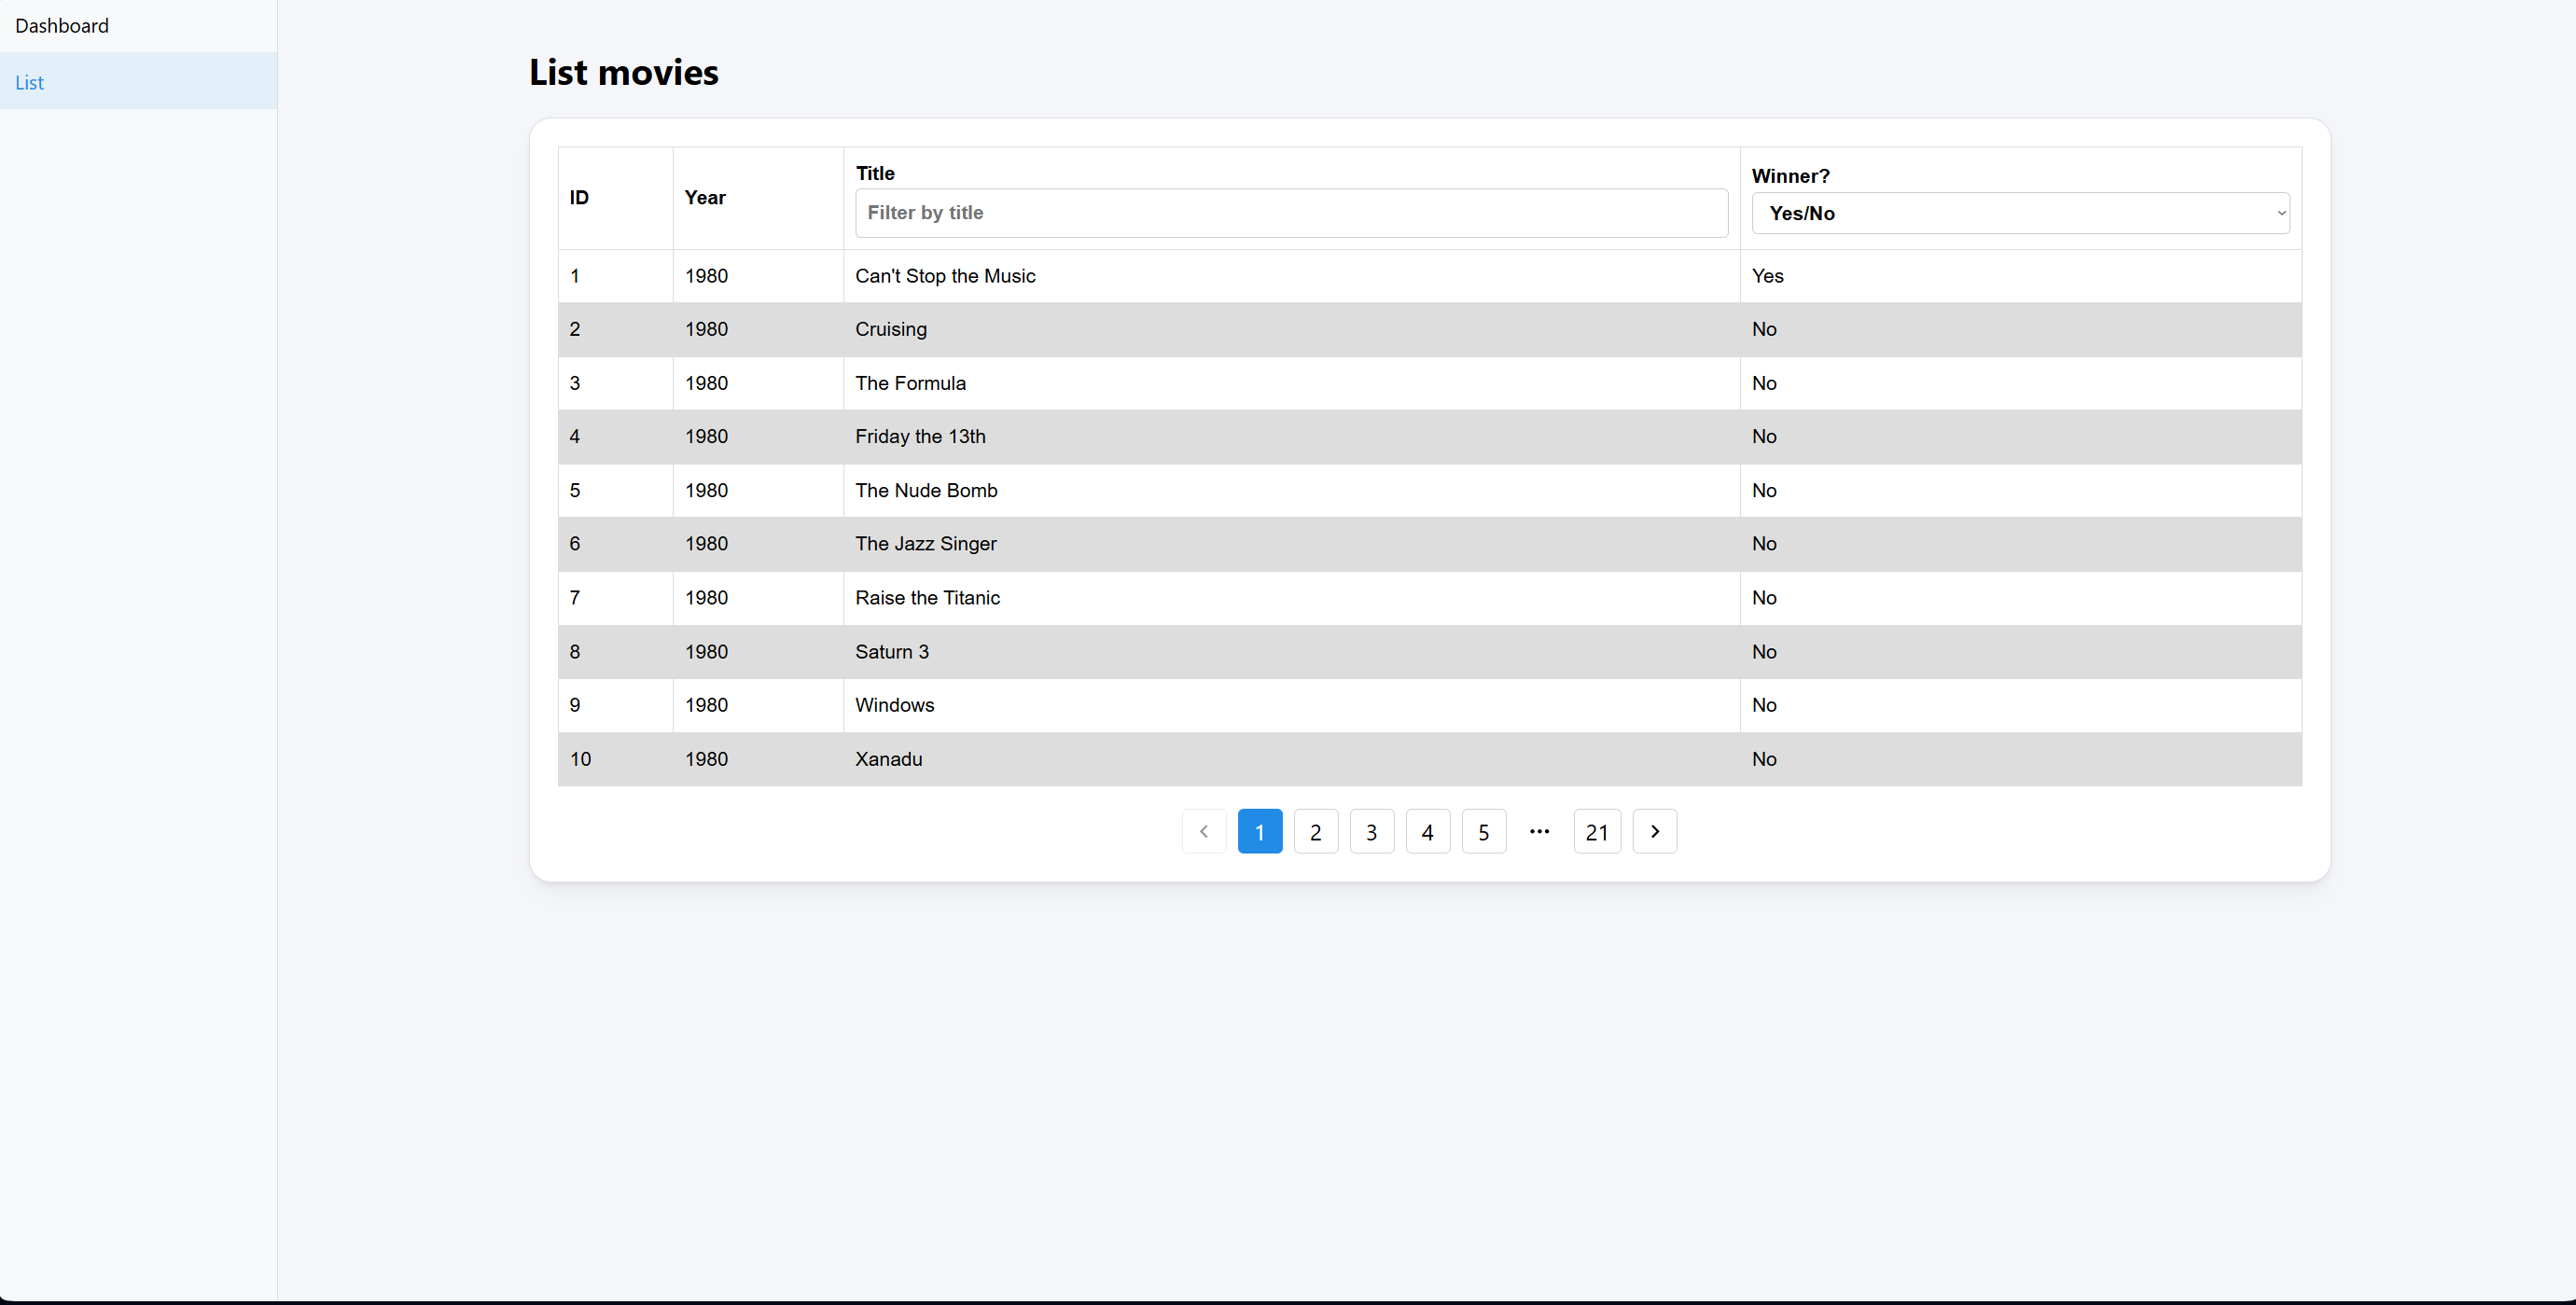 Dashboard
List
List movies
ID Year Title Winner?
Filter by title Yes/No
1 1980 Can't Stop the Music Yes
2 1980 Cruising No
3 1980 The Formula No
4 1980 Friday the 13th No
5 1980 The Nude Bomb No
6 1980 The Jazz Singer No
7 1980 Raise the Titanic No
8 1980 Saturn 3 No
9 1980 Windows No
10 1980 Xanadu No
1 2 3 4 5 ••• 21